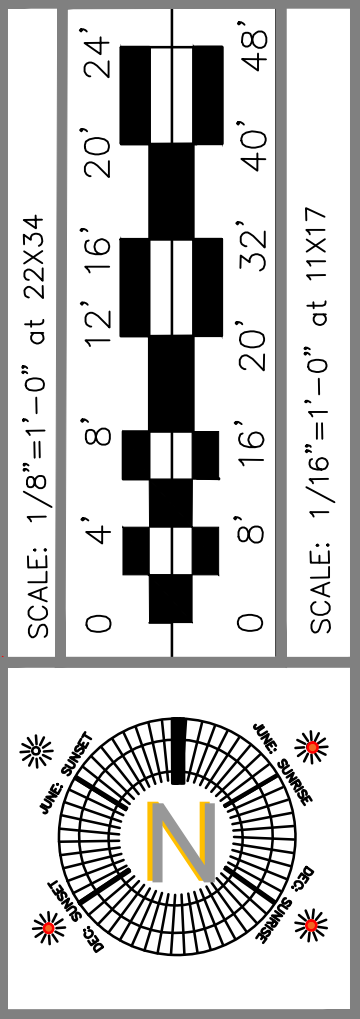 SCALE: 1/8"=1'-0" at 22X34
24'
20'
16'
12'
8'
4'
0
48'
40'
32'
20'
16'
8'
0
SCALE: 1/16"=1'-0" at 11X17
JUNE: SUNSET
JUNE: SUNRISE
N
DEC: SUNSET
DEC: SUNRISE